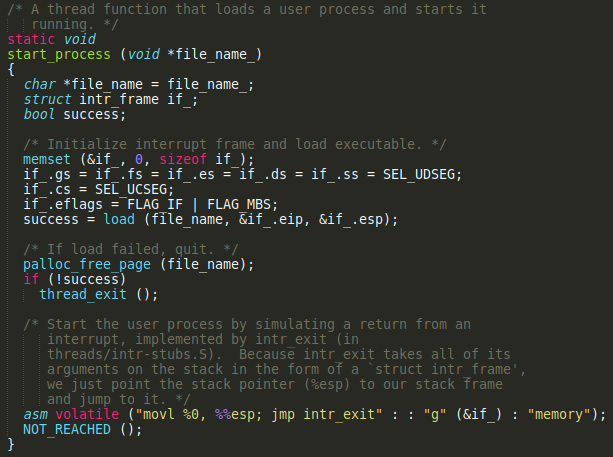 /* A thread function that loads a user process and starts it
   running. */
static void
start_process (void *file_name_)
{
  char *file_name = file_name_;
  struct intr_frame if_;
  bool success;

  /* Initialize interrupt frame and load executable. */
  memset (&if_, 0, sizeof if_);
  if_.gs = if_.fs = if_.es = if_.ds = if_.ss = SEL_UDSEG;
  if_.cs = SEL_UCSEG;
  if_.eflags = FLAG_IF | FLAG_MBS;
  success = load (file_name, &if_.eip, &if_.esp);

  /* If load failed, quit. */
  palloc_free_page (file_name);
  if (!success)
    thread_exit ();

  /* Start the user process by simulating a return from an
     interrupt, implemented by intr_exit (in
     threads/intr-stubs.S).  Because intr_exit takes all of its
     arguments on the stack in the form of a `struct intr_frame',
     we just point the stack pointer (%esp) to our stack frame
     and jump to it. */
  asm volatile ("movl %0, %%esp; jmp intr_exit" : : "g" (&if_) : "memory");
  NOT_REACHED ();
}